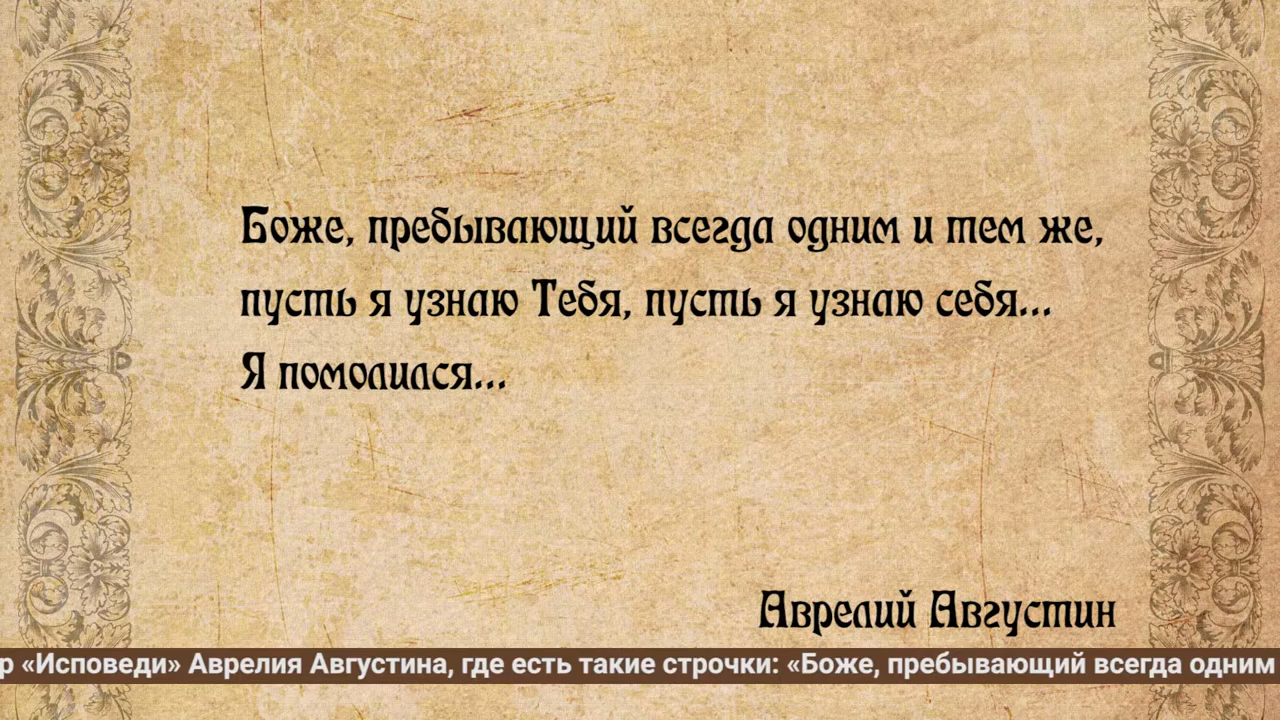 Боже, пребывающий всегда одним и тем же,
пусть я узнаю Тебя, пусть я узнаю себя...
Я помолился...
Аврелий Августин
р «Исповеди» Аврелия Августина, где есть такие строчки: «Боже, пребывающий всегда одним